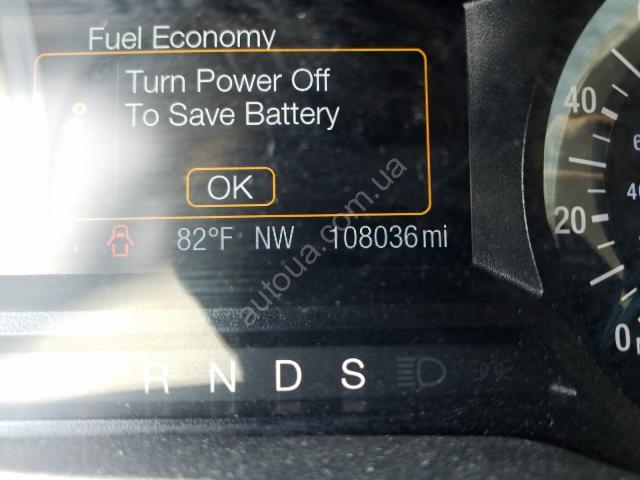 Fuel Economy
Turn Power Off
To Save Battery
OK
82°F NW 108036 mi
R N D S
40
20
0
autoua.com.ua